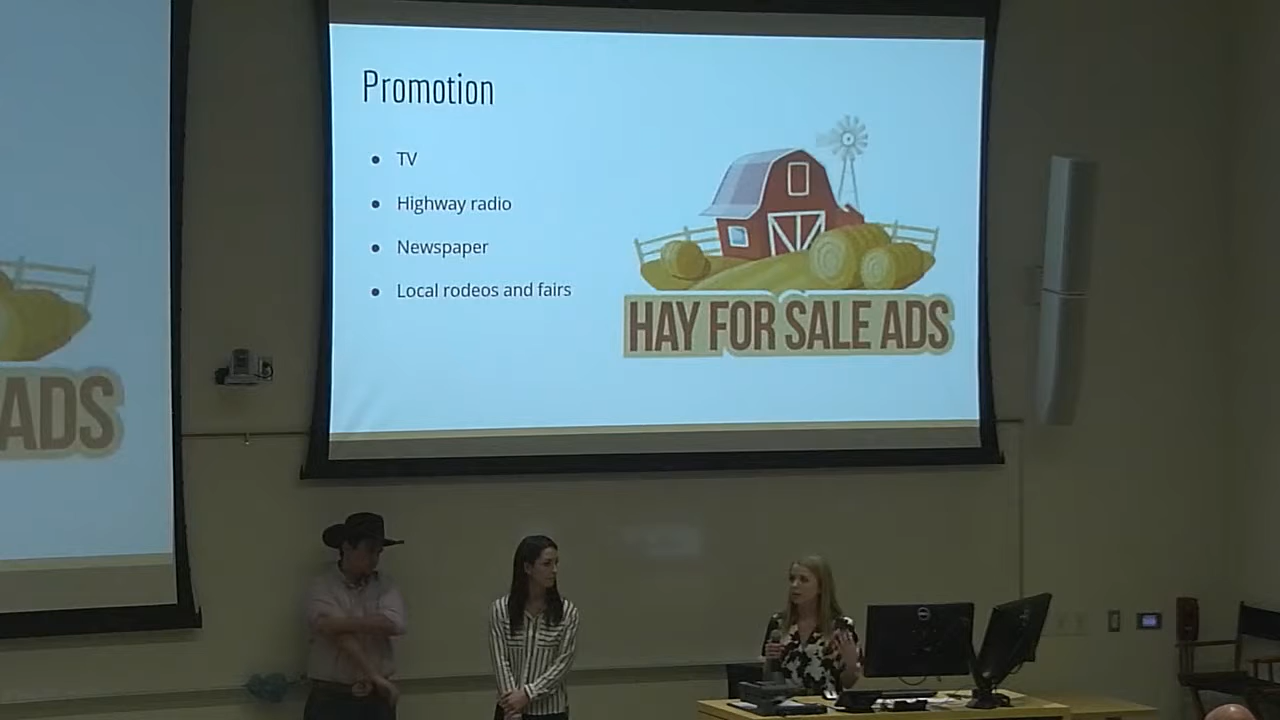 Promotion
TV
Highway radio
Newspaper
Local rodeos and fairs
HAY FOR SALE ADS
ADS